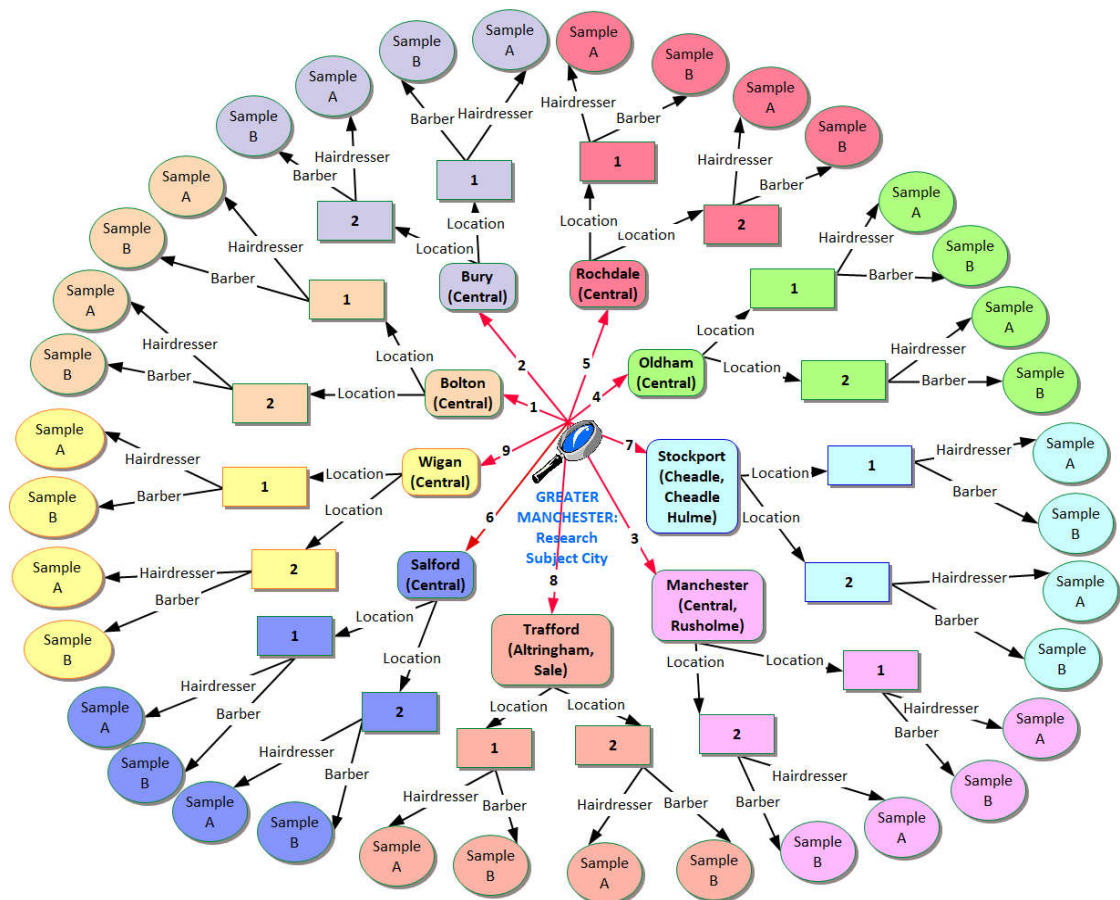 Sample
A
Sample
B
Sample
A
Sample
B
Hairdresser
Barber
Hairdresser
Barber
1
2
Location
Location
Bury
(Central)
Sample
A
Sample
B
Sample
A
Sample
B
Hairdresser
Barber
Hairdresser
Barber
1
2
Location
Location
Rochdale
(Central)
Sample
A
Sample
B
Sample
A
Sample
B
Hairdresser
Barber
Hairdresser
Barber
1
2
Location
Location
Oldham
(Central)
Sample
A
Sample
B
Sample
A
Sample
B
Hairdresser
Barber
Hairdresser
Barber
1
2
Location
Location
Bolton
(Central)
2
5
4
1
9
7
6
3
8
GREATER
MANCHESTER:
Research
Subject City
Sample
A
Sample
B
Sample
A
Sample
B
Hairdresser
Barber
Hairdresser
Barber
1
2
Location
Location
Wigan
(Central)
Stockport
(Cheadle,
Cheadle
Hulme)
Location
Location
1
2
Hairdresser
Barber
Hairdresser
Barber
Sample
A
Sample
B
Sample
A
Sample
B
Salford
(Central)
Location
Location
1
2
Hairdresser
Barber
Hairdresser
Barber
Sample
A
Sample
B
Sample
A
Sample
B
Trafford
(Altringham,
Sale)
Location
Location
1
2
Hairdresser
Barber
Hairdresser
Barber
Sample
A
Sample
B
Sample
A
Sample
B
Manchester
(Central,
Rusholme)
Location
Location
1
2
Hairdresser
Barber
Hairdresser
Barber
Sample
A
Sample
B
Sample
A
Sample
B